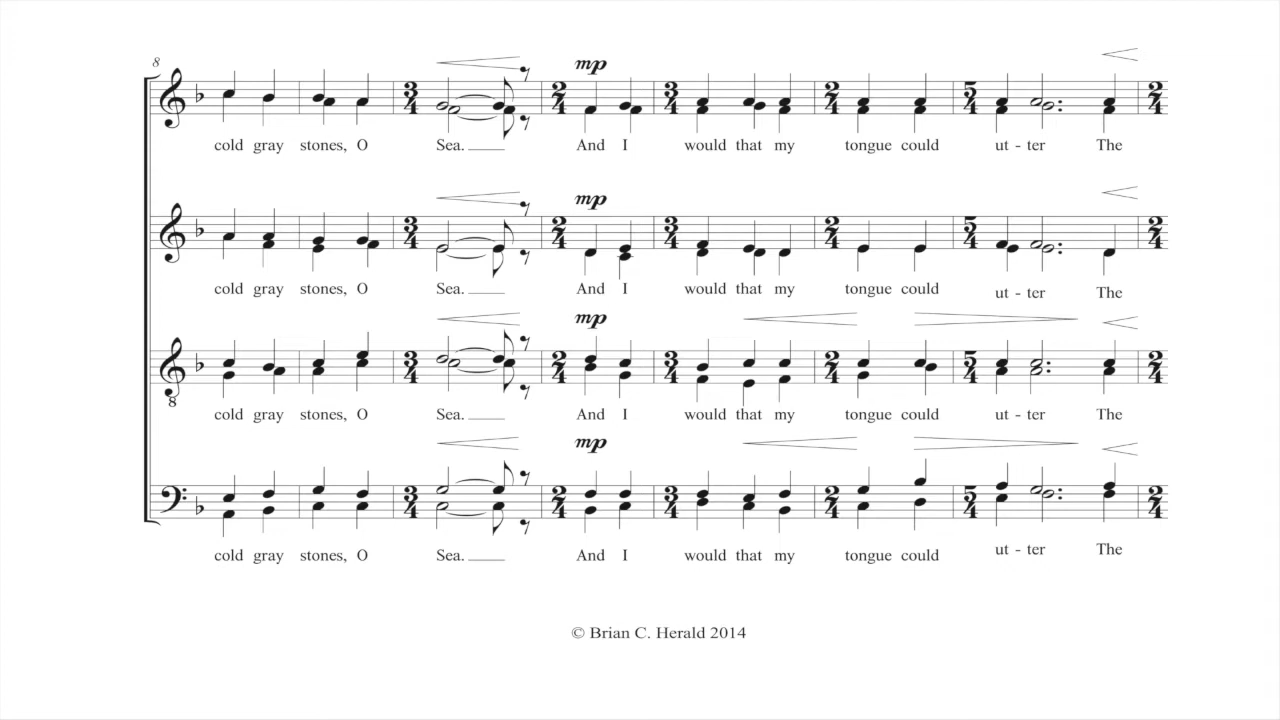 8
mp
cold gray stones, O Sea. And I would that my tongue could ut - ter The
mp
cold gray stones, O Sea. And I would that my tongue could ut - ter The
mp
8
cold gray stones, O Sea. And I would that my tongue could ut - ter The
mp
cold gray stones, O Sea. And I would that my tongue could ut - ter The
© Brian C. Herald 2014